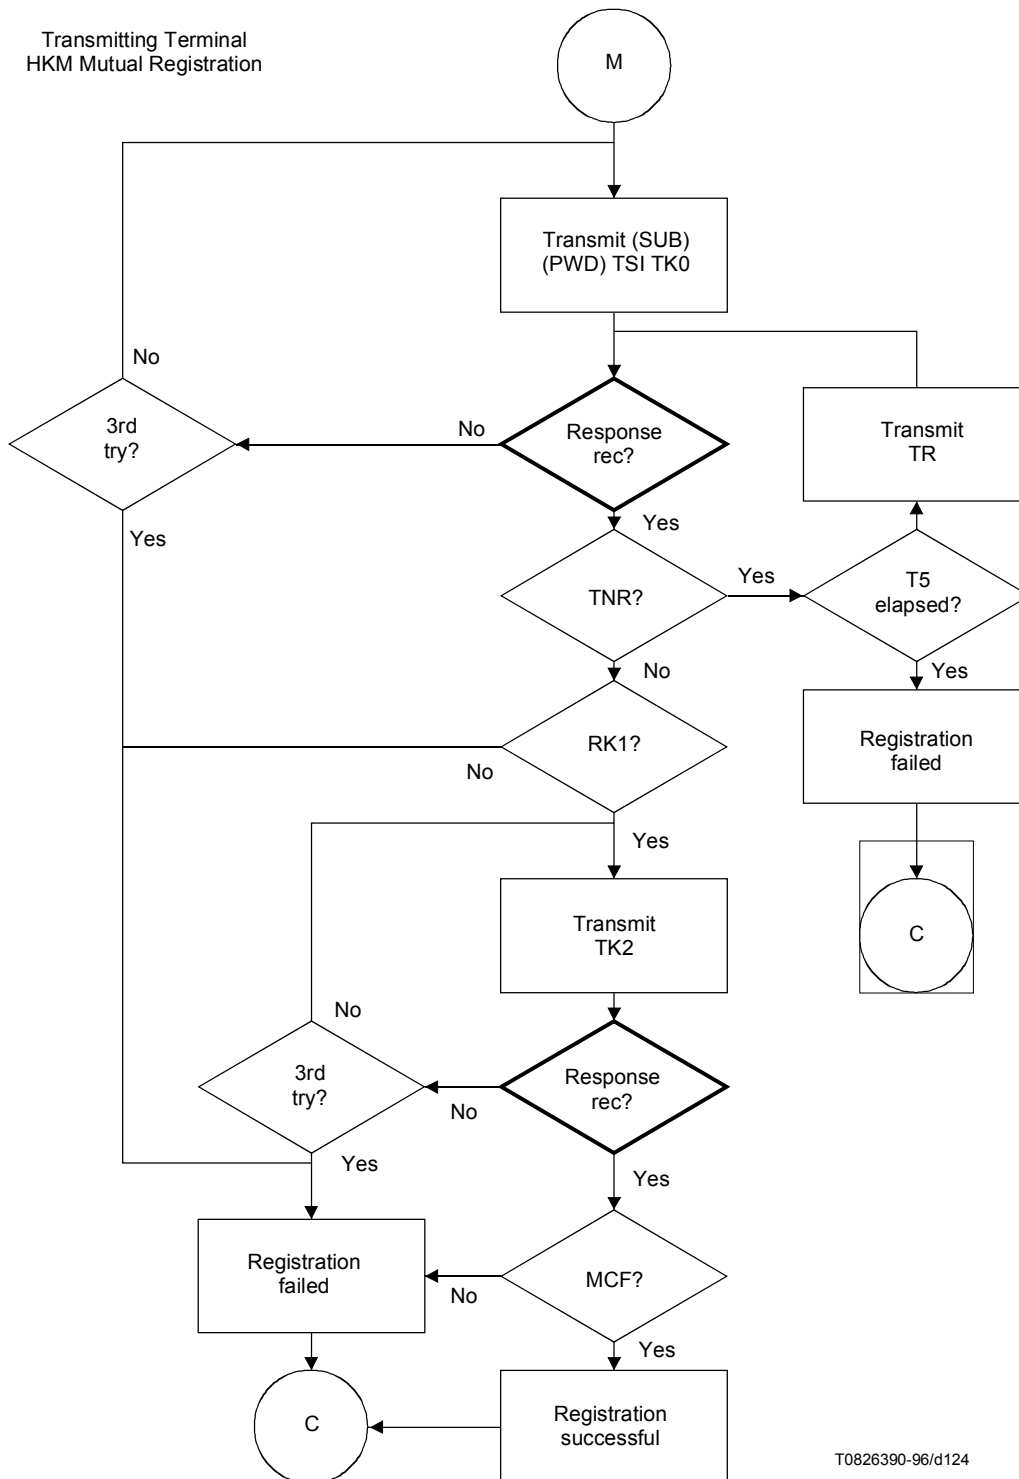 Transmitting Terminal
HKM Mutual Registration
M
Transmit (SUB)
(PWD) TSI TK0
No
3rd
try?
No
Response
rec?
Transmit
TR
Yes
Yes
TNR?
Yes
T5
elapsed?
No
Yes
RK1?
No
Registration
failed
Yes
Transmit
TK2
C
No
3rd
try?
No
Response
rec?
Yes
Yes
Registration
failed
No
MCF?
Yes
C
Registration
successful
T0826390-96/d124